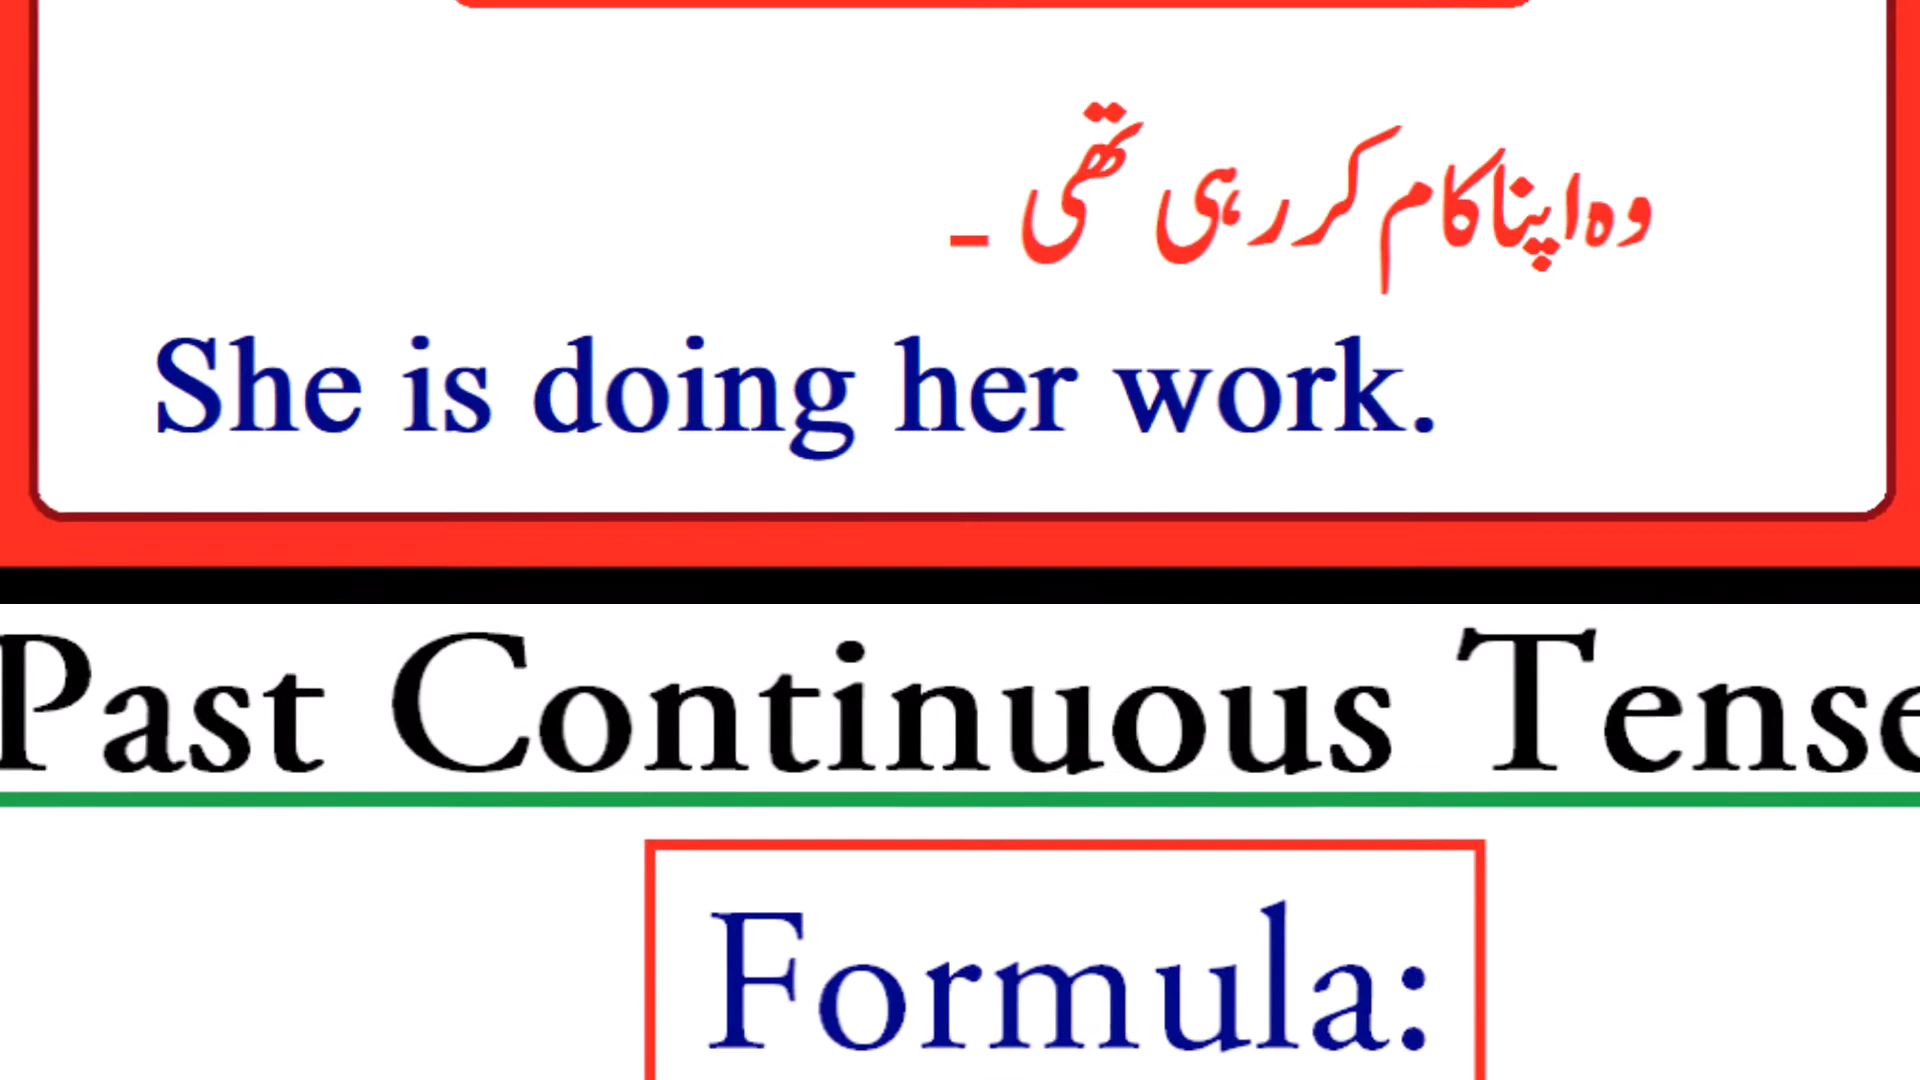 وہ اپنا کام کر رہی تھی ۔
She is doing her work.
Past Continuous Tense
Formula: